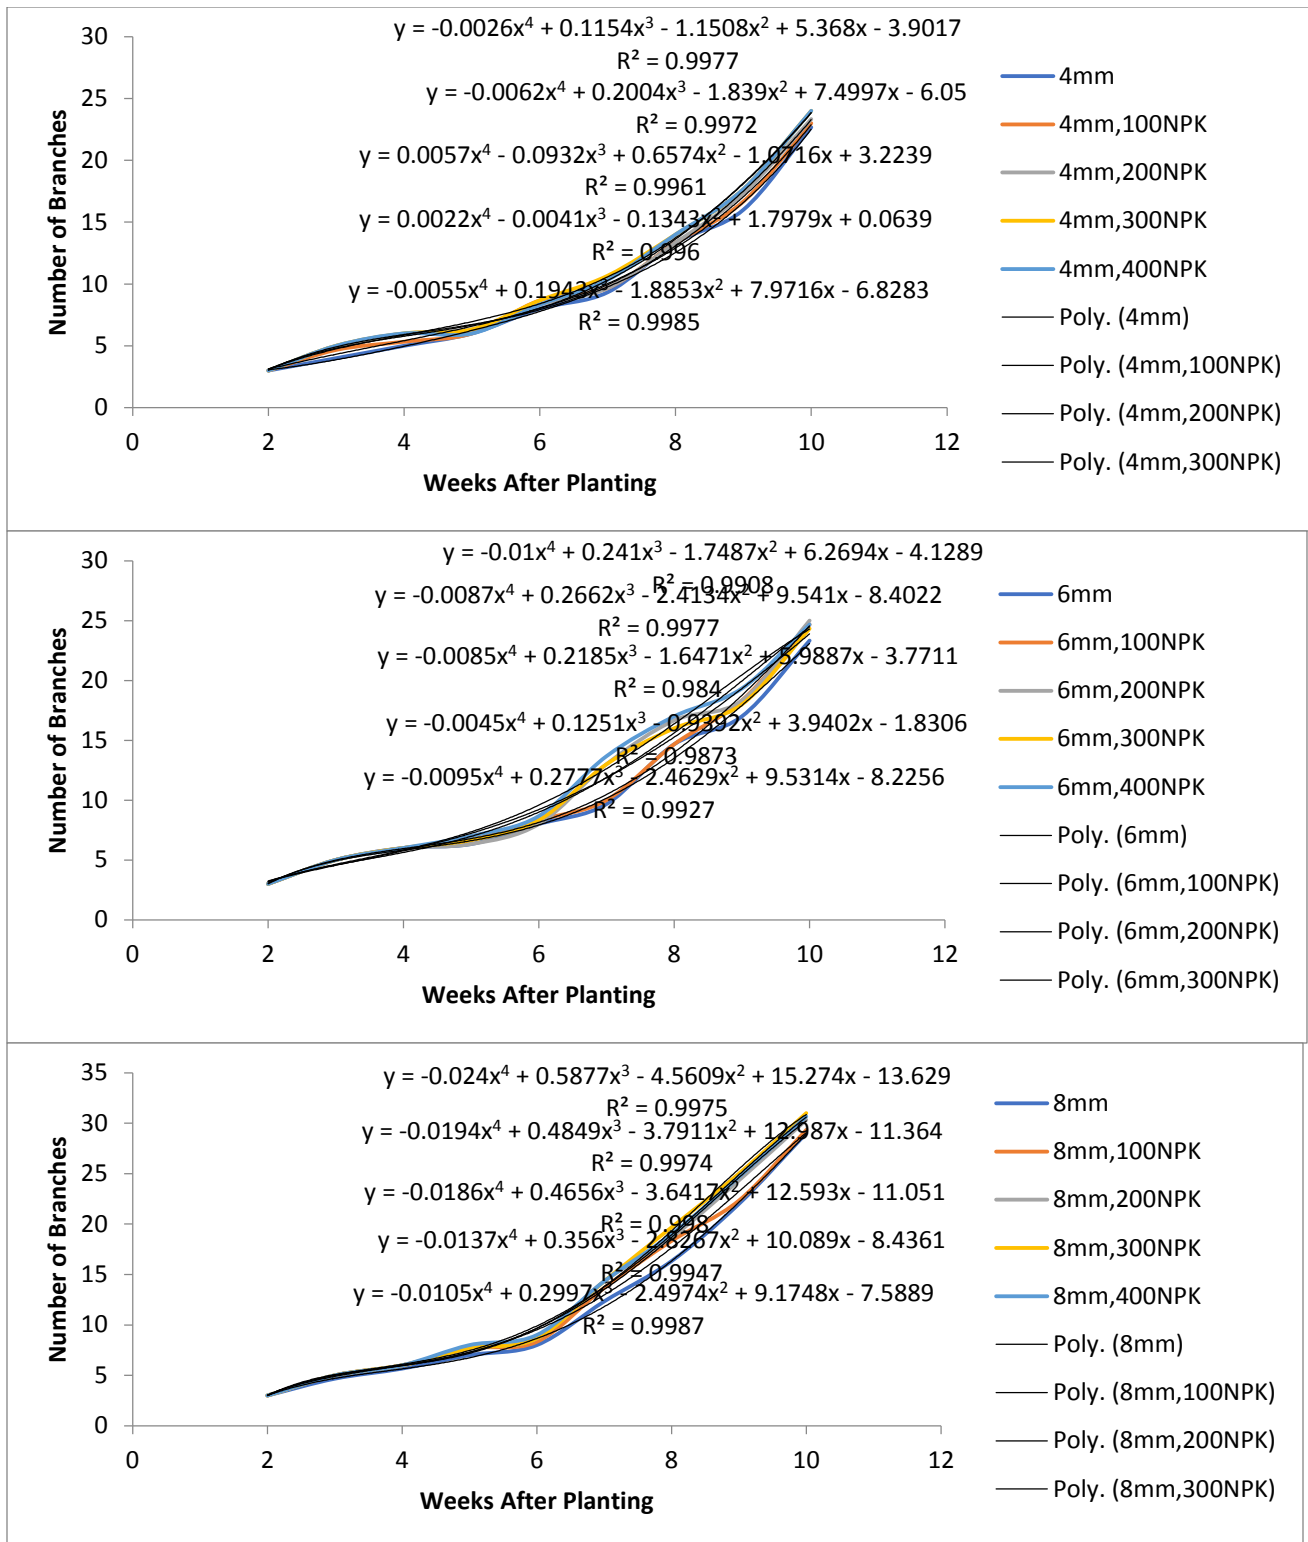 30
25
20
15
10
5
0
Number of Branches
y = -0.0026x⁴ + 0.1154x³ - 1.1508x² + 5.368x - 3.9017
R² = 0.9977
y = -0.0062x⁴ + 0.2004x³ - 1.839x² + 7.4997x - 6.05
R² = 0.9972
y = 0.0057x⁴ - 0.0932x³ + 0.6574x² - 1.0716x + 3.2239
R² = 0.9961
y = 0.0022x⁴ - 0.0041x³ - 0.1343x² + 1.7979x + 0.0639
R² = 0.996
y = -0.0055x⁴ + 0.1943x³ - 1.8853x² + 7.9716x - 6.8283
R² = 0.9985
0 2 4 6 8 10 12
Weeks After Planting
4mm
4mm,100NPK
4mm,200NPK
4mm,300NPK
4mm,400NPK
Poly. (4mm)
Poly. (4mm,100NPK)
Poly. (4mm,200NPK)
Poly. (4mm,300NPK)
30
25
20
15
10
5
0
Number of Branches
y = -0.01x⁴ + 0.241x³ - 1.7487x² + 6.2694x - 4.1289
R² = 0.9908
y = -0.0087x⁴ + 0.2662x³ - 2.4134x² + 9.541x - 8.4022
R² = 0.9977
y = -0.0085x⁴ + 0.2185x³ - 1.6471x² + 5.9887x - 3.7711
R² = 0.984
y = -0.0045x⁴ + 0.1251x³ - 0.9392x² + 3.9402x - 1.8306
R² = 0.9873
y = -0.0095x⁴ + 0.2777x³ - 2.4629x² + 9.5314x - 8.2256
R² = 0.9927
0 2 4 6 8 10 12
Weeks After Planting
6mm
6mm,100NPK
6mm,200NPK
6mm,300NPK
6mm,400NPK
Poly. (6mm)
Poly. (6mm,100NPK)
Poly. (6mm,200NPK)
Poly. (6mm,300NPK)
35
30
25
20
15
10
5
0
Number of Branches
y = -0.024x⁴ + 0.5877x³ - 4.5609x² + 15.274x - 13.629
R² = 0.9975
y = -0.0194x⁴ + 0.4849x³ - 3.7911x² + 12.987x - 11.364
R² = 0.9974
y = -0.0186x⁴ + 0.4656x³ - 3.6417x² + 12.593x - 11.051
R² = 0.998
y = -0.0137x⁴ + 0.356x³ - 2.8267x² + 10.089x - 8.4361
R² = 0.9947
y = -0.0105x⁴ + 0.2997x³ - 2.4974x² + 9.1748x - 7.5889
R² = 0.9987
0 2 4 6 8 10 12
Weeks After Planting
8mm
8mm,100NPK
8mm,200NPK
8mm,300NPK
8mm,400NPK
Poly. (8mm)
Poly. (8mm,100NPK)
Poly. (8mm,200NPK)
Poly. (8mm,300NPK)